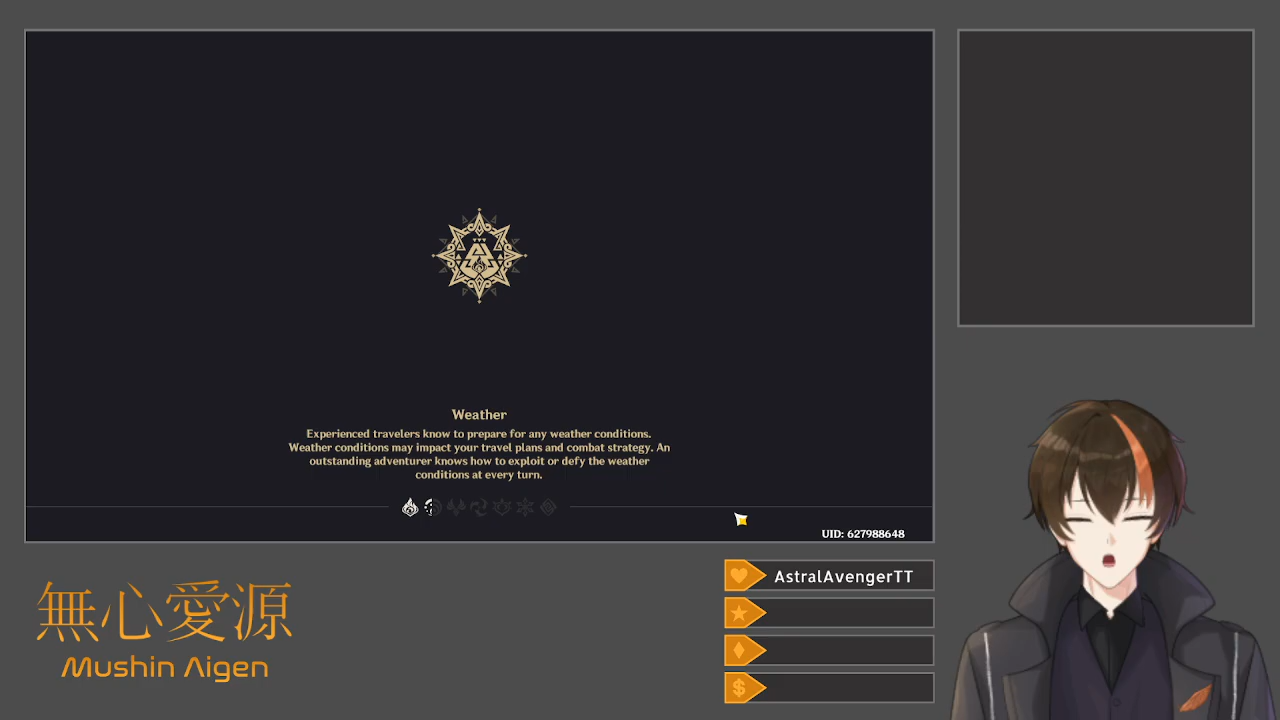 Weather
Experienced travelers know to prepare for any weather conditions.
Weather conditions may impact your travel plans and combat strategy. An
outstanding adventurer knows how to exploit or defy the weather
conditions at every turn.
UID: 627988648
無心愛源
Mushin Aigen
AstralAvengerTT
$